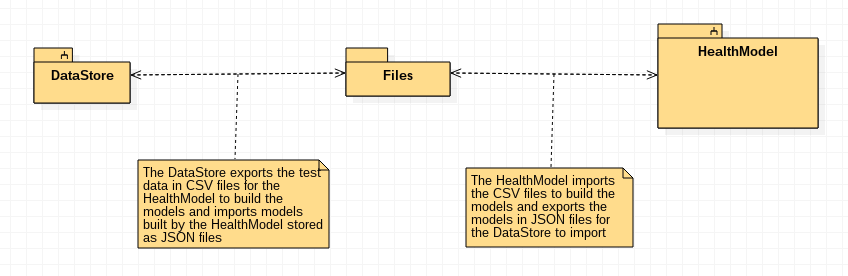 DataStore
Files
HealthModel
The DataStore exports the test
data in CSV files for the
HealthModel to build the
models and imports models
built by the HealthModel stored
as JSON files
The HealthModel imports
the CSV files to build the
models and exports the
models in JSON files for
the DataStore to import